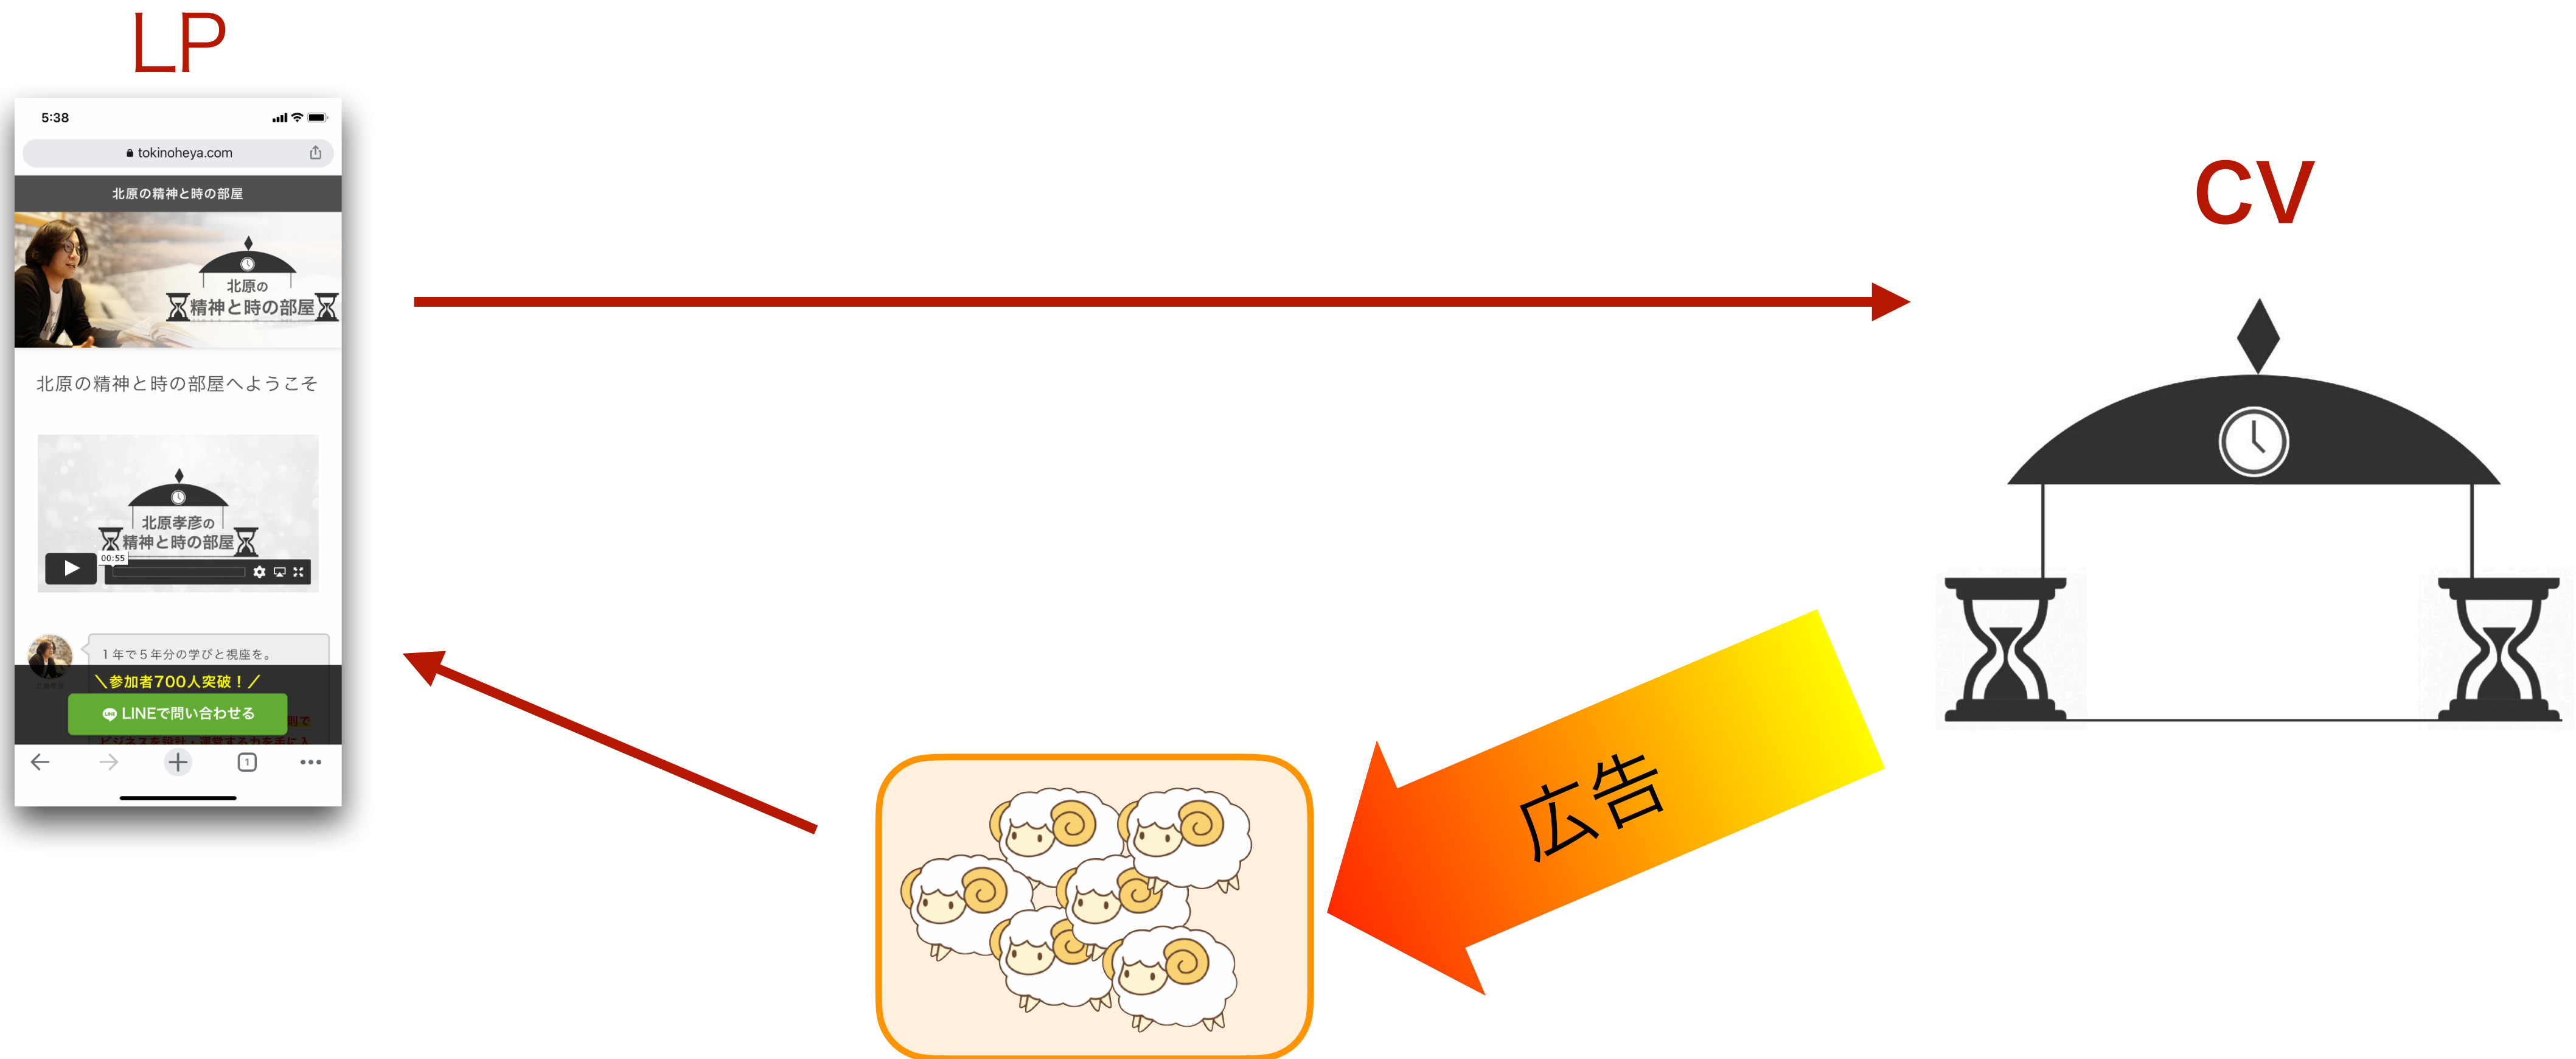 LP
5:38
tokinoheya.com
北原の精神と時の部屋
北原の
精神と時の部屋
北原の精神と時の部屋へようこそ
北原孝彦の
精神と時の部屋
00:55
1年で5年分の学びと視座を。
＼参加者700人突破！／
LINEで問い合わせる
1
CV
広告